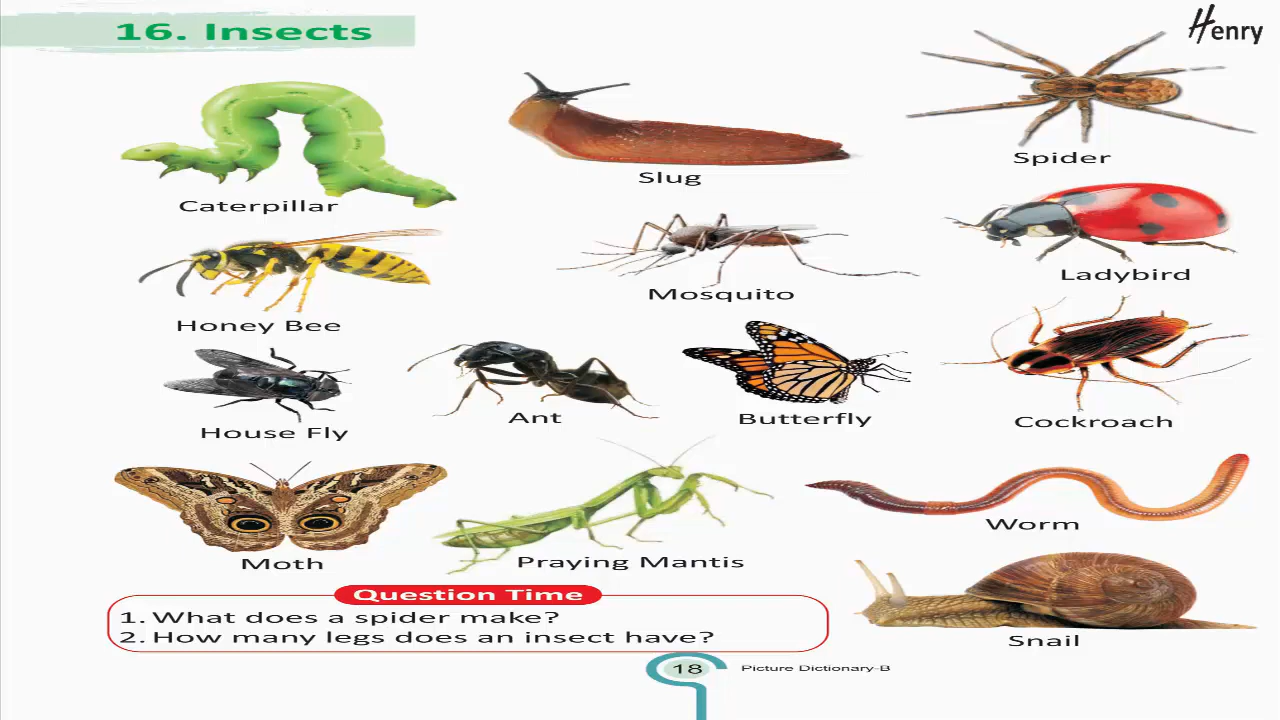 16. Insects
Henry
Caterpillar
Slug
Spider
Honey Bee
Mosquito
Ladybird
House Fly
Ant
Butterfly
Cockroach
Moth
Praying Mantis
Worm
Snail
Question Time
1. What does a spider make?
2. How many legs does an insect have?
18
Picture Dictionary-B